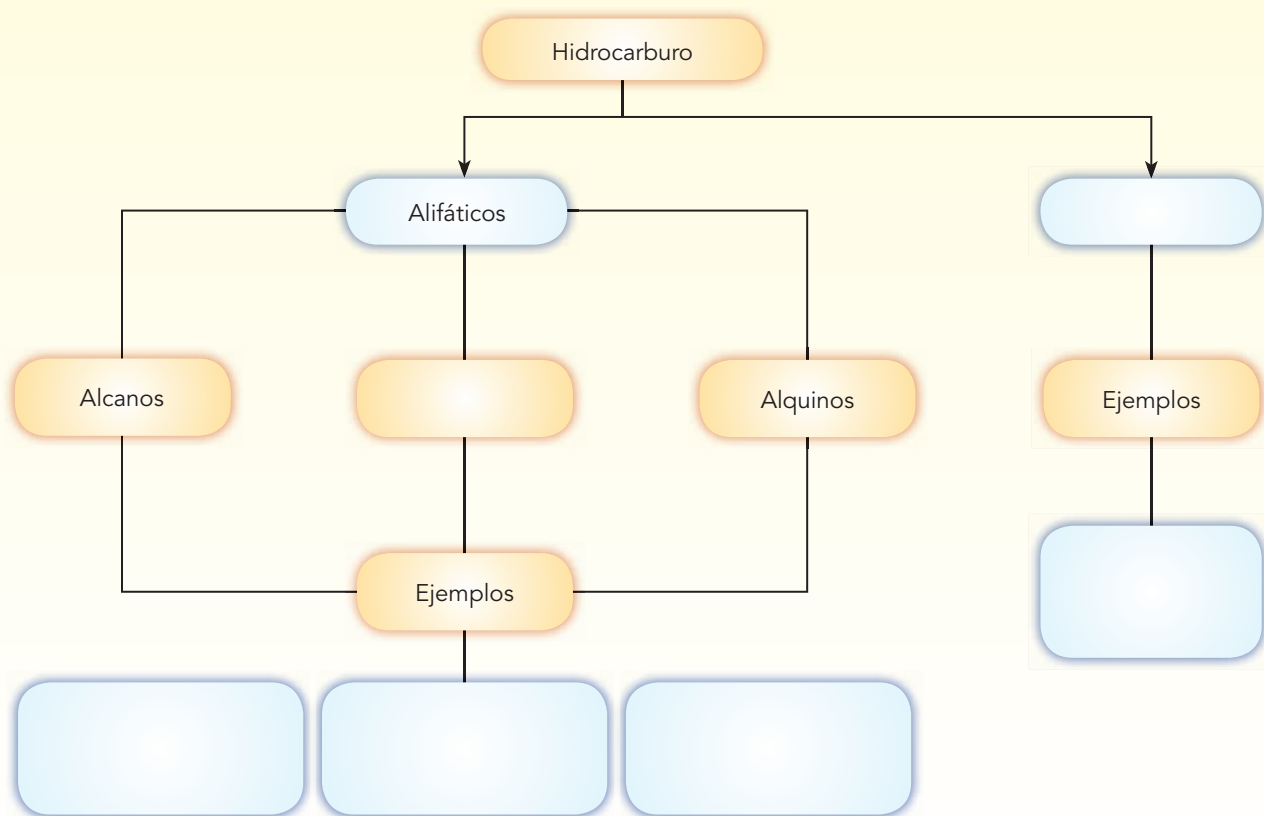 Hidrocarburo
Alifáticos
Alcanos
Alquinos
Ejemplos
Ejemplos